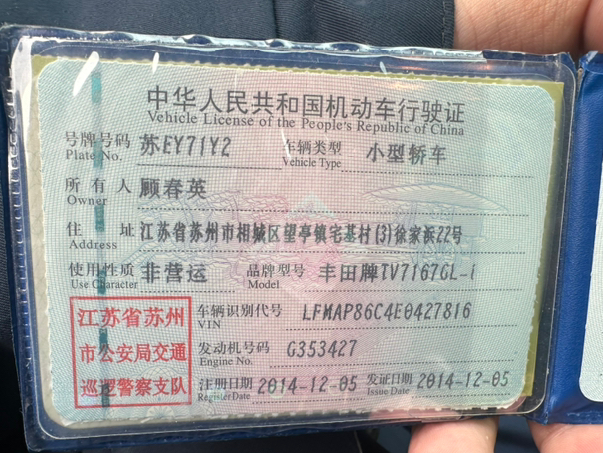 中华人民共和国机动车行驶证
Vehicle License of the People's Republic of China
号牌号码 苏EY71Y2 车辆类型 小型轿车
Plate No. Vehicle Type
所有人 顾春英
Owner
住址 江苏省苏州市相城区望亭镇宅基村(3)徐家浜22号
Address
使用性质 非营运 品牌型号 丰田牌TV7167GL-i
Use Character Model
江苏省苏州
市公安局交通
巡逻警察支队
车辆识别代号 LFMAP86C4E0427816
VIN
发动机号码 G353427
Engine No.
注册日期 2014-12-05 发证日期 2014-12-05
Register Date Issue Date